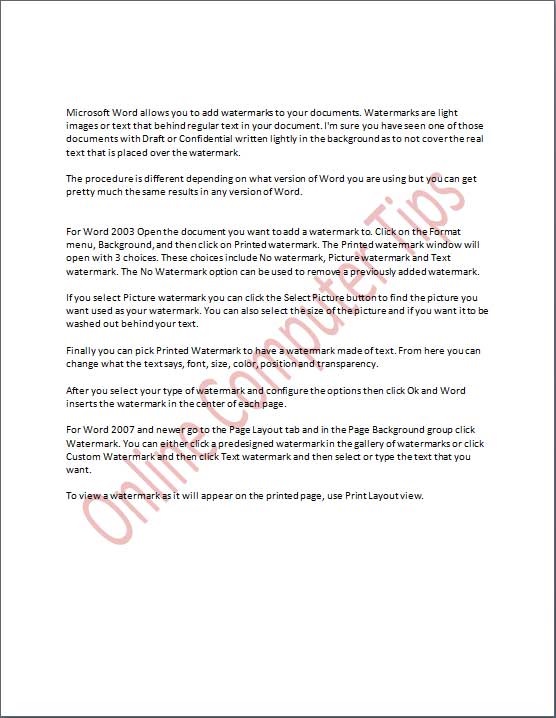 Microsoft Word allows you to add watermarks to your documents. Watermarks are light
images or text that behind regular text in your document. I'm sure you have seen one of those
documents with Draft or Confidential written lightly in the background as to not cover the real
text that is placed over the watermark.
The procedure is different depending on what version of Word you are using but you can get
pretty much the same results in any version of Word.
For Word 2003 Open the document you want to add a watermark to. Click on the Format
menu, Background, and then click on Printed watermark. The Printed watermark window will
open with 3 choices. These choices include No watermark, Picture watermark and Text
watermark. The No Watermark option can be used to remove a previously added watermark.
If you select Picture watermark you can click the Select Picture button to find the picture you
want used as your watermark. You can also select the size of the picture and if you want it to be
washed out behind your text.
Finally you can pick Printed Watermark to have a watermark made of text. From here you can
change what the text says, font, size, color, position and transparency.
After you select your type of watermark and configure the options then click Ok and Word
inserts the watermark in the center of each page.
For Word 2007 and newer go to the Page Layout tab and in the Page Background group click
Watermark. You can either click a predesigned watermark in the gallery of watermarks or click
Custom Watermark and then click Text watermark and then select or type the text that you
want.
To view a watermark as it will appear on the printed page, use Print Layout view.
Online Computer Tips